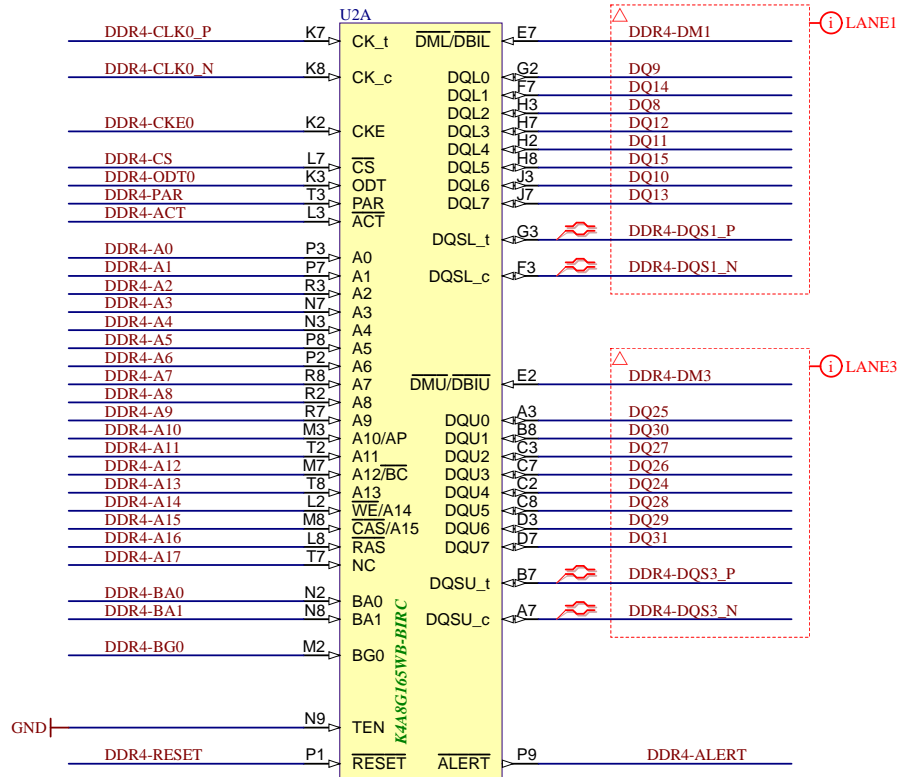 U2A
DDR4-CLK0_P K7 CK_t DML/DBIL E7 DDR4-DM1 i LANE1
DDR4-CLK0_N K8 CK_c DQL0 G2 DQ9
DQL1 F7 DQ14
DQL2 H3 DQ8
DDR4-CKE0 K2 CKE DQL3 H7 DQ12
DQL4 H2 DQ11
DDR4-CS L7 CS DQL5 H8 DQ15
DDR4-ODT0 K3 ODT DQL6 J3 DQ10
DDR4-PAR T3 PAR DQL7 J7 DQ13
DDR4-ACT L3 ACT
DQSL_t G3 DDR4-DQS1_P
DDR4-A0 P3 A0
DDR4-A1 P7 A1 DQSL_c F3 DDR4-DQS1_N
DDR4-A2 R3 A2
DDR4-A3 N7 A3
DDR4-A4 N3 A4
DDR4-A5 P8 A5
DDR4-A6 P2 A6 i LANE3
DDR4-A7 R8 A7 DMU/DBIU E2 DDR4-DM3
DDR4-A8 R2 A8
DDR4-A9 R7 A9 DQU0 A3 DQ25
DDR4-A10 M3 A10/AP DQU1 B8 DQ30
DDR4-A11 T2 A11 DQU2 C3 DQ27
DDR4-A12 M7 A12/BC DQU3 C7 DQ26
DDR4-A13 T8 A13 DQU4 C2 DQ24
DDR4-A14 L2 WE/A14 DQU5 C8 DQ28
DDR4-A15 M8 CAS/A15 DQU6 D3 DQ29
DDR4-A16 L8 RAS DQU7 D7 DQ31
DDR4-A17 T7 NC
DQSU_t B7 DDR4-DQS3_P
DDR4-BA0 N2 BA0
DDR4-BA1 N8 BA1 DQSU_c A7 DDR4-DQS3_N
DDR4-BG0 M2 BG0
K4A8G165WB-BIRC
GND N9 TEN
DDR4-RESET P1 RESET ALERT P9 DDR4-ALERT